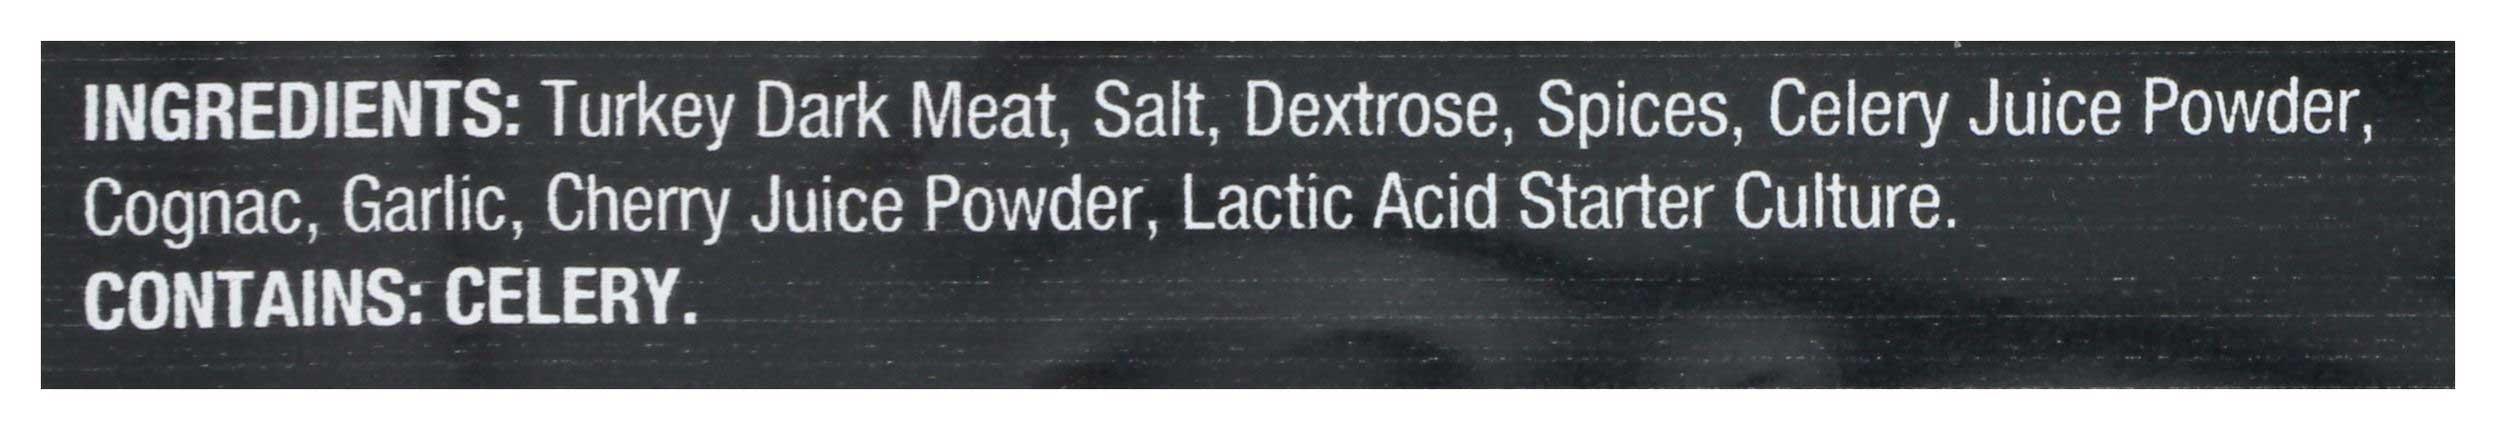 INGREDIENTS: Turkey Dark Meat, Salt, Dextrose, Spices, Celery Juice Powder,
Cognac, Garlic, Cherry Juice Powder, Lactic Acid Starter Culture.
CONTAINS: CELERY.